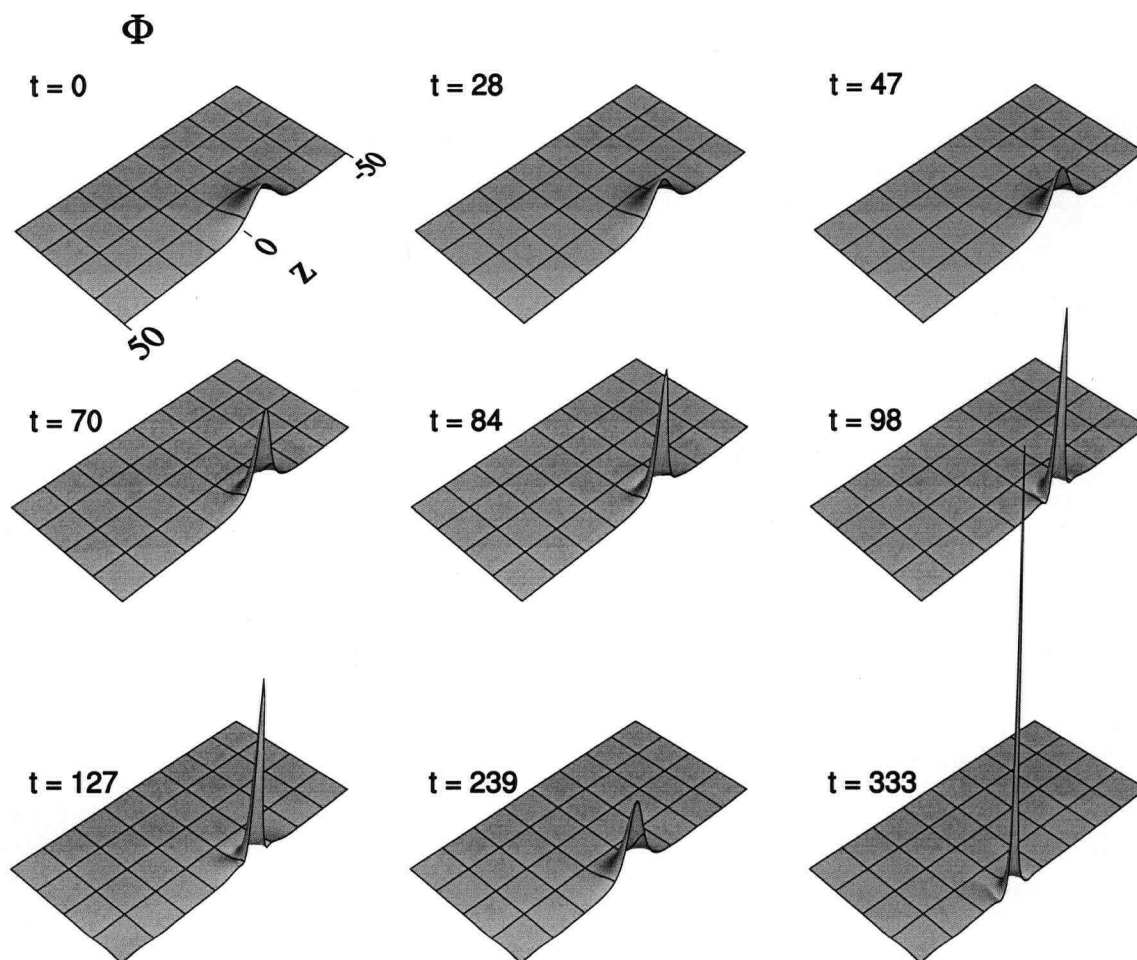 Φ
t = 0
t = 28
t = 47
-50
0
z
50
t = 70
t = 84
t = 98
t = 127
t = 239
t = 333